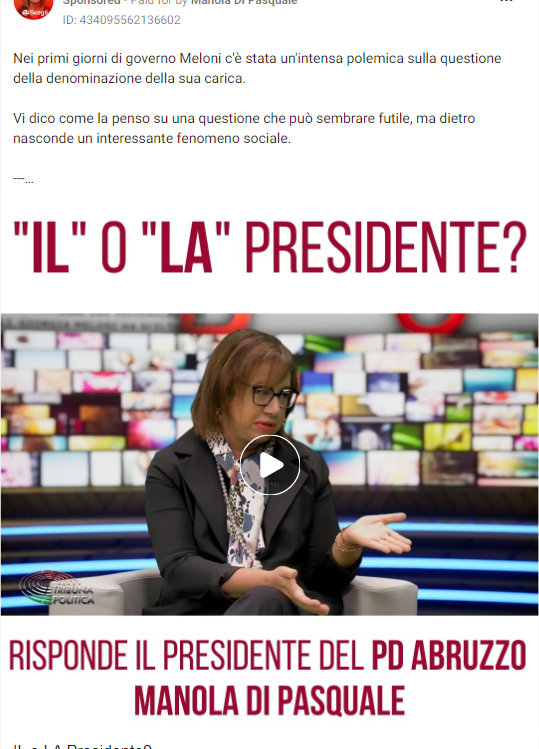 Sponsored · Paid for by Manola Di Pasquale
ID: 434095562136602
Nei primi giorni di governo Meloni c'è stata un'intensa polemica sulla questione
della denominazione della sua carica.
Vi dico come la penso su una questione che può sembrare futile, ma dietro
nasconde un interessante fenomeno sociale.
---...
"IL" O "LA" PRESIDENTE?
TRIBUNA
POLITICA
RISPONDE IL PRESIDENTE DEL PD ABRUZZO
MANOLA DI PASQUALE
IL o LA Presidente?